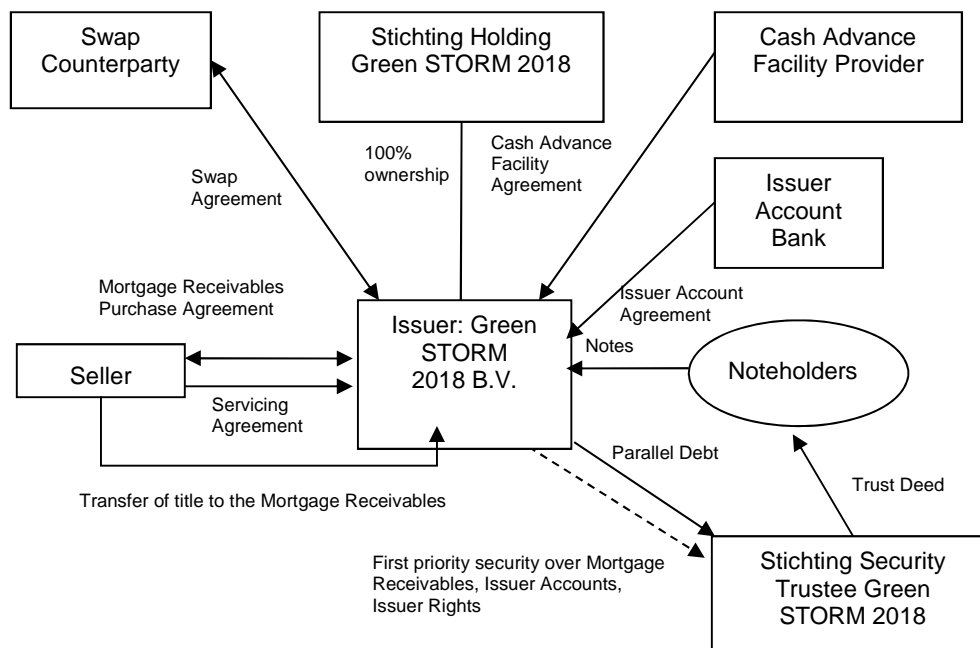 Swap
Counterparty
Stichting Holding
Green STORM 2018
Cash Advance
Facility Provider
100%
ownership
Cash Advance
Facility
Agreement
Swap
Agreement
Issuer
Account
Bank
Mortgage Receivables
Purchase Agreement
Issuer Account
Agreement
Issuer: Green
STORM
2018 B.V.
Notes
Seller
Noteholders
Servicing
Agreement
Parallel Debt
Trust Deed
Transfer of title to the Mortgage Receivables
First priority security over Mortgage
Receivables, Issuer Accounts,
Issuer Rights
Stichting Security
Trustee Green
STORM 2018